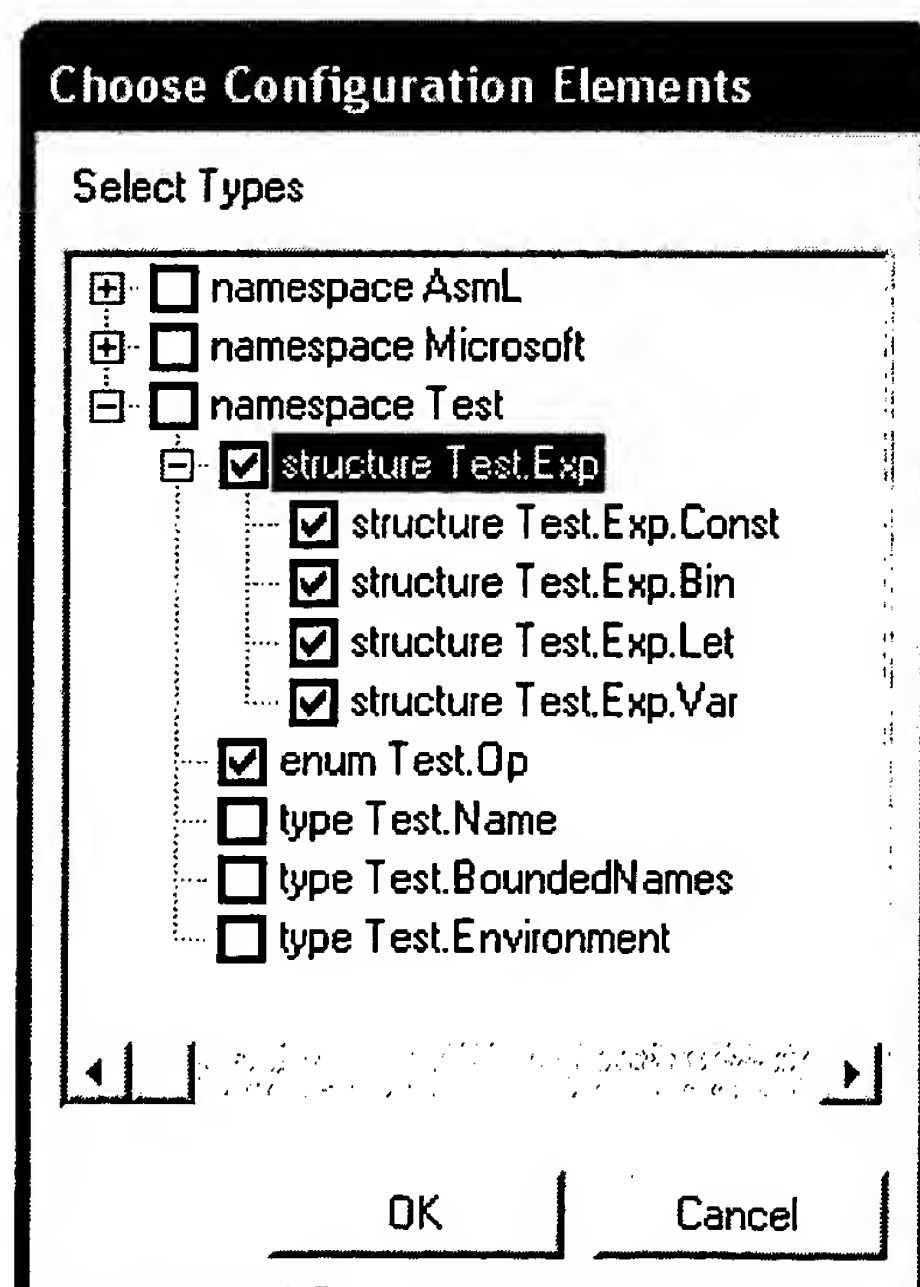 Choose Configuration Elements
Select Types
namespace AsmL
namespace Microsoft
namespace Test
structure Test.Exp
structure Test.Exp.Const
structure Test.Exp.Bin
structure Test.Exp.Let
structure Test.Exp.Var
enum Test.Op
type Test.Name
type Test.BoundedNames
type Test.Environment
OK Cancel